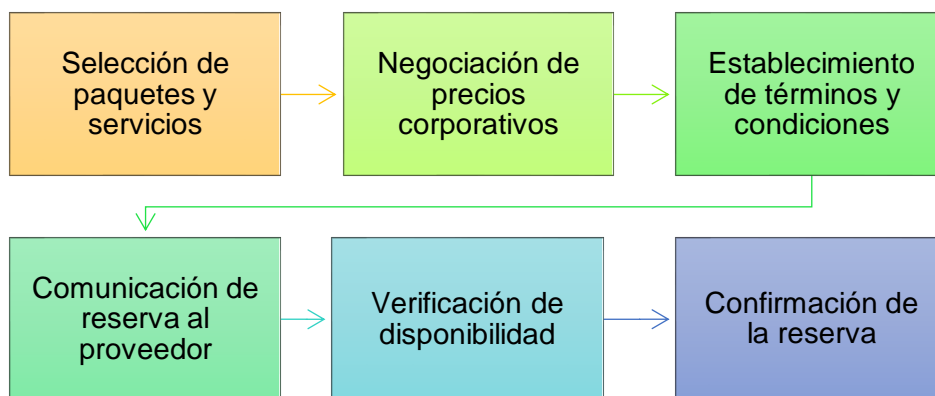 Selección de
paquetes y
servicios
Negociación de
precios
corporativos
Establecimiento
de términos y
condiciones
Comunicación de
reserva al
proveedor
Verificación de
disponibilidad
Confirmación de
la reserva